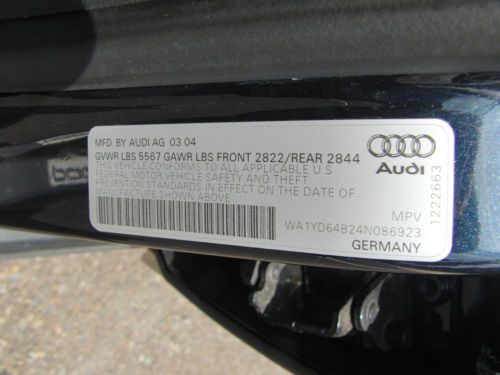 MFD. BY AUDI AG 03 04
GVWR LBS 5567 GAWR LBS FRONT 2822/REAR 2844
THIS VEHICLE CONFORMS TO ALL APPLICABLE U S
FEDERAL MOTOR VEHICLE SAFETY AND THEFT
PREVENTION STANDARDS IN EFFECT ON THE DATE OF
MANUFACTURE SHOWN ABOVE
Audi
MPV
WA1YD64B24N086923
GERMANY
1222663